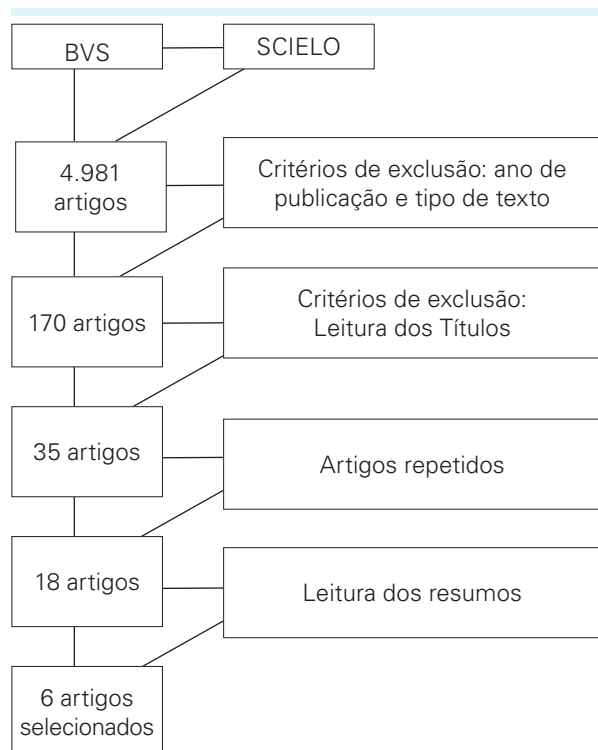 BVS
SCIELO
4.981
artigos
Critérios de exclusão: ano de
publicação e tipo de texto
170 artigos
Critérios de exclusão:
Leitura dos Títulos
35 artigos
Artigos repetidos
18 artigos
Leitura dos resumos
6 artigos
selecionados